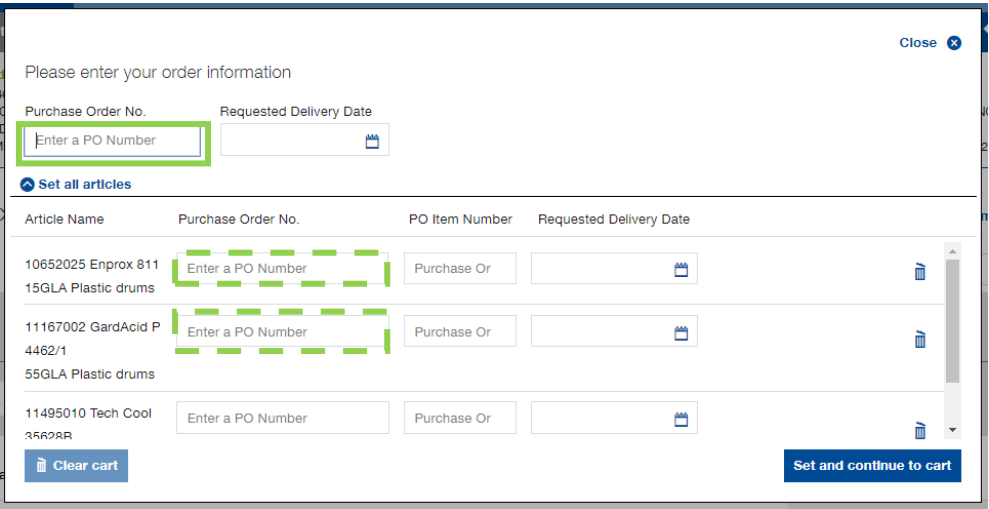 Close
Please enter your order information
Purchase Order No. Requested Delivery Date
Enter a PO Number
Set all articles
Article Name Purchase Order No. PO Item Number Requested Delivery Date
10652025 Enprox 811 Enter a PO Number Purchase Or
15GLA Plastic drums
11167002 GardAcid P Enter a PO Number Purchase Or
4462/1
55GLA Plastic drums
11495010 Tech Cool Enter a PO Number Purchase Or
35628B
Clear cart Set and continue to cart